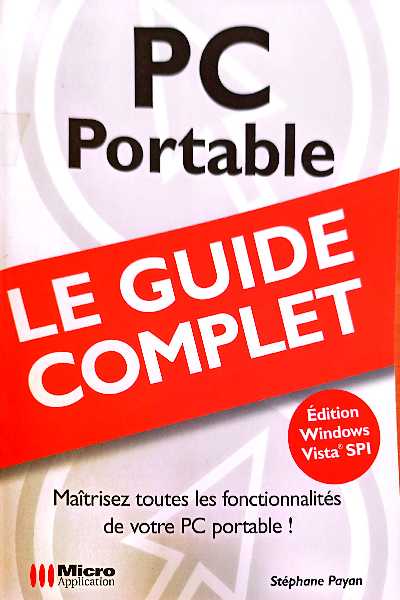 PC
Portable
LE GUIDE
COMPLET
Édition
Windows
Vista® SPI
Maîtrisez toutes les fonctionnalités
de votre PC portable !
Micro
Application
Stéphane Payan